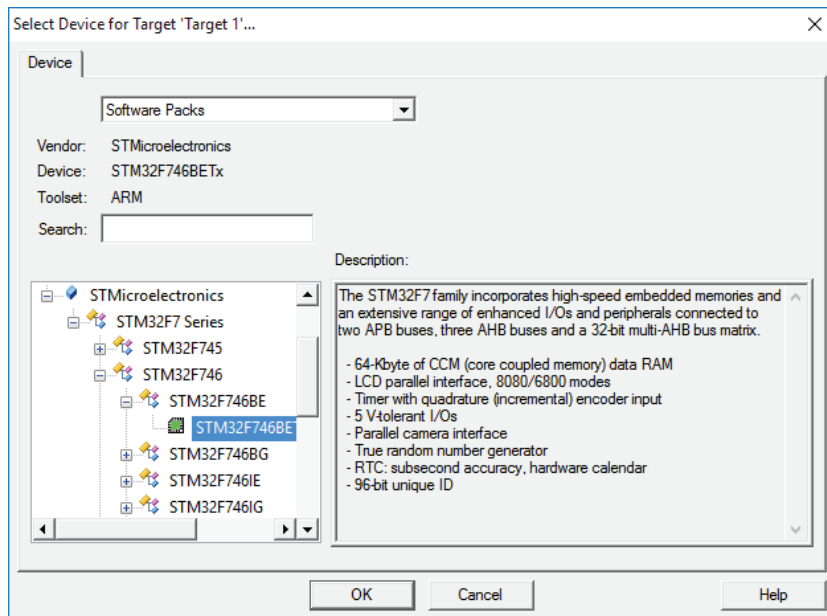 Select Device for Target 'Target 1'...
Device
Software Packs
Vendor: STMicroelectronics
Device: STM32F746BETx
Toolset: ARM
Search:
STMicroelectronics
STM32F7 Series
STM32F745
STM32F746
STM32F746BE
STM32F746BET
STM32F746BG
STM32F746IE
STM32F746IG
Description:
The STM32F7 family incorporates high-speed embedded memories and
an extensive range of enhanced I/Os and peripherals connected to
two APB buses, three AHB buses and a 32-bit multi-AHB bus matrix.
- 64-Kbyte of CCM (core coupled memory) data RAM
- LCD parallel interface, 8080/6800 modes
- Timer with quadrature (incremental) encoder input
- 5 V-tolerant I/Os
- Parallel camera interface
- True random number generator
- RTC: subsecond accuracy, hardware calendar
- 96-bit unique ID
OK
Cancel
Help